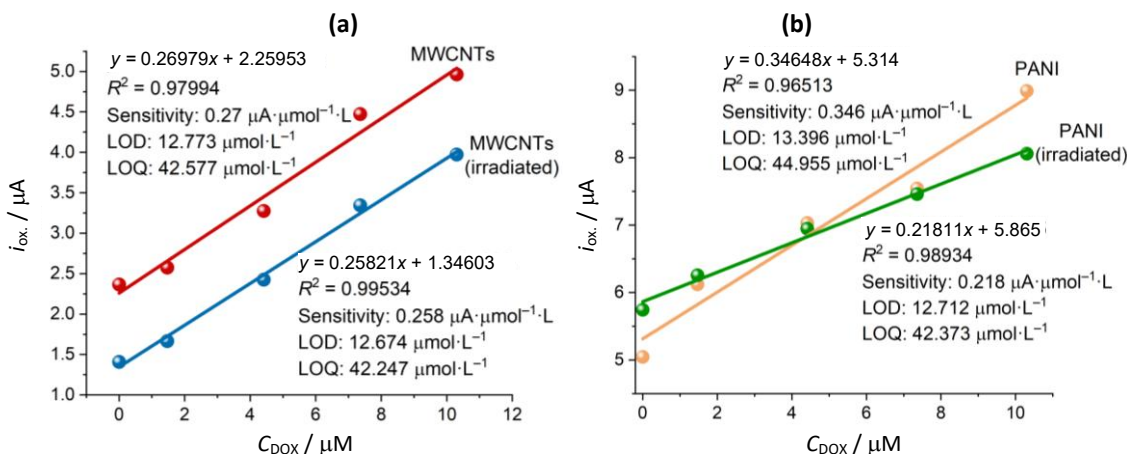 (a)
y = 0.26979x + 2.25953
R² = 0.97994
Sensitivity: 0.27 μA·μmol⁻¹·L
LOD: 12.773 μmol·L⁻¹
LOQ: 42.577 μmol·L⁻¹
MWCNTs
MWCNTs
(irradiated)
y = 0.25821x + 1.34603
R² = 0.99534
Sensitivity: 0.258 μA·μmol⁻¹·L
LOD: 12.674 μmol·L⁻¹
LOQ: 42.247 μmol·L⁻¹
5.0
4.5
4.0
3.5
3.0
2.5
2.0
1.5
1.0
iox. / μA
0 2 4 6 8 10 12
CDOX / μM
(b)
y = 0.34648x + 5.314
R² = 0.96513
Sensitivity: 0.346 μA·μmol⁻¹·L
LOD: 13.396 μmol·L⁻¹
LOQ: 44.955 μmol·L⁻¹
PANI
PANI
(irradiated)
y = 0.21811x + 5.865
R² = 0.98934
Sensitivity: 0.218 μA·μmol⁻¹·L
LOD: 12.712 μmol·L⁻¹
LOQ: 42.373 μmol·L⁻¹
9
8
7
6
5
iox. / μA
0 2 4 6 8 10
CDOX / μM